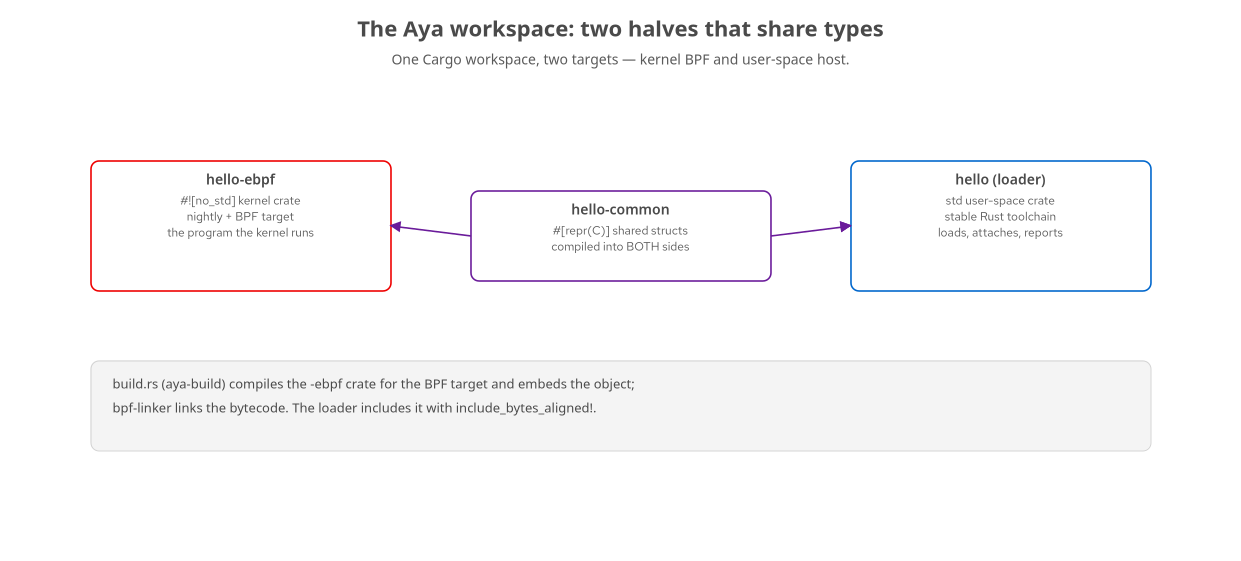 The Aya workspace: two halves that share types
One Cargo workspace, two targets — kernel BPF and user-space host.
hello-ebpf
#![no_std] kernel crate
nightly + BPF target
the program the kernel runs
hello-common
#[repr(C)] shared structs
compiled into BOTH sides
hello (loader)
std user-space crate
stable Rust toolchain
loads, attaches, reports
build.rs (aya-build) compiles the -ebpf crate for the BPF target and embeds the object;
bpf-linker links the bytecode. The loader includes it with include_bytes_aligned!.